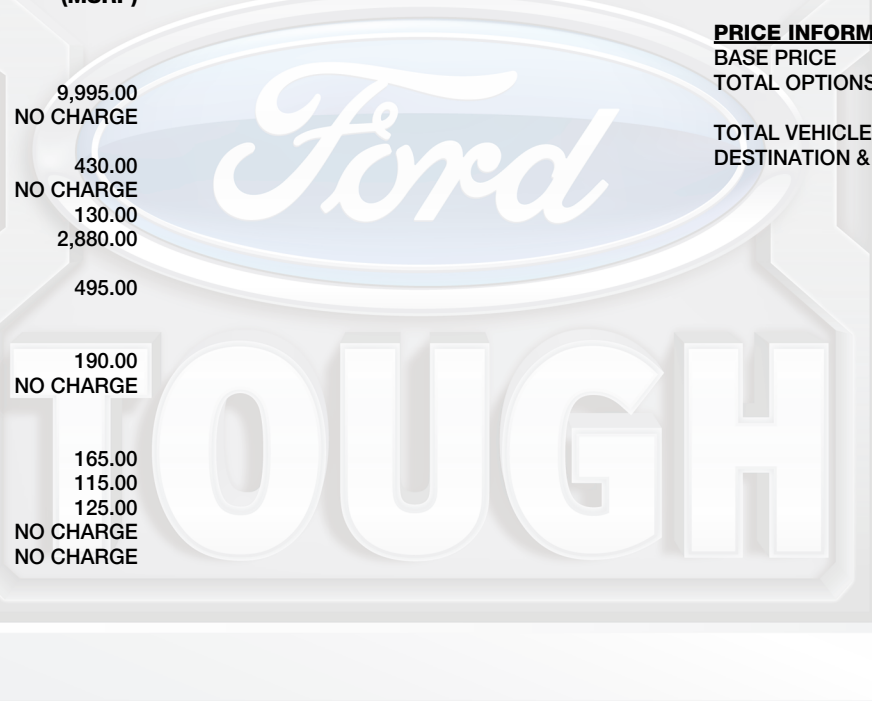 (MSRP)
9,995.00
NO CHARGE
430.00
NO CHARGE
130.00
2,880.00
495.00
190.00
NO CHARGE
165.00
115.00
125.00
NO CHARGE
NO CHARGE
PRICE INFORM
BASE PRICE
TOTAL OPTIONS
TOTAL VEHICLE
DESTINATION &
Ford
TOUGH